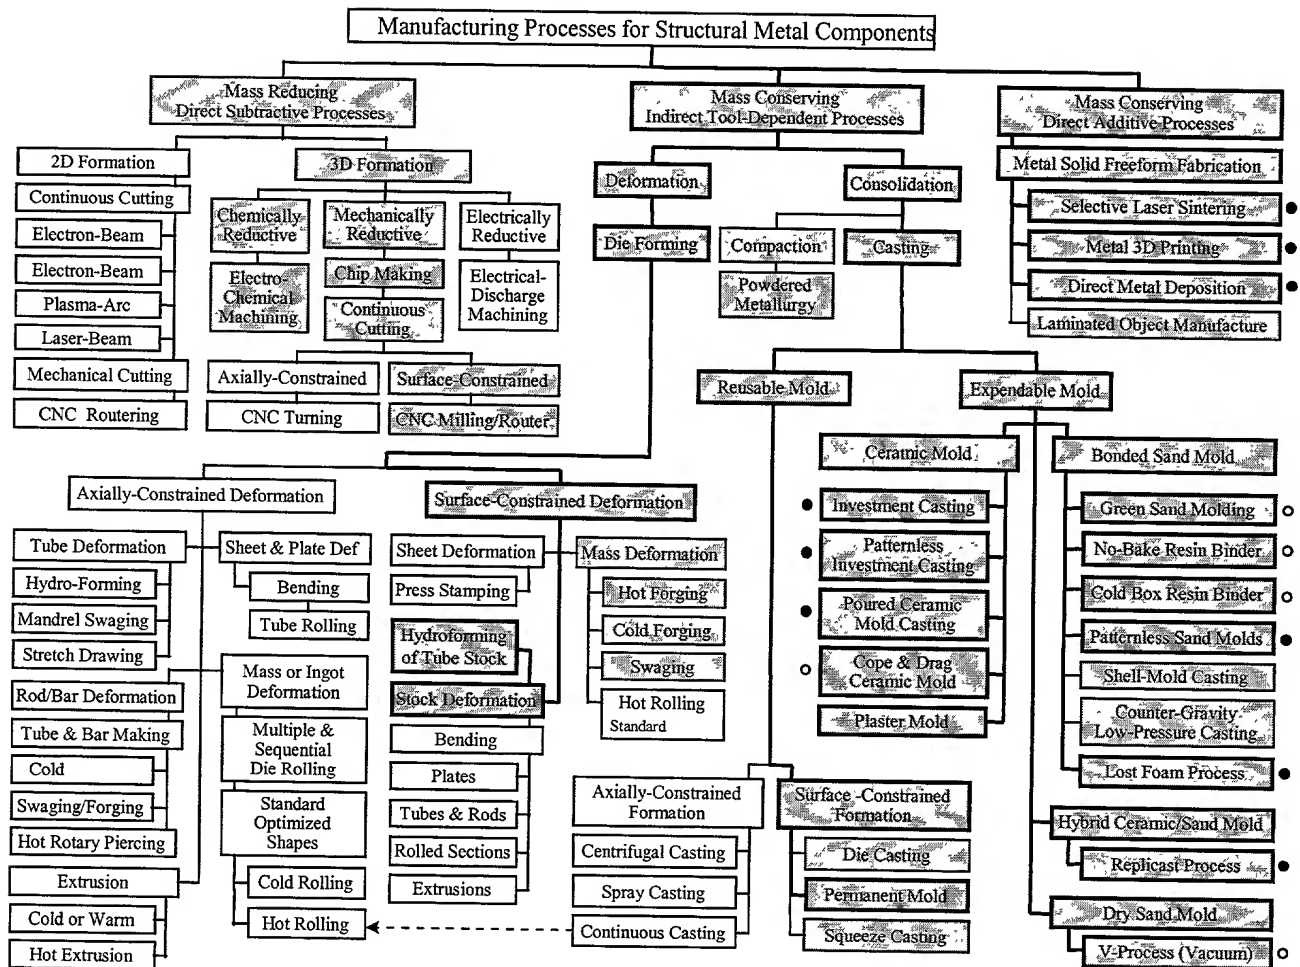 Manufacturing Processes for Structural Metal Components
Mass Reducing
Direct Subtractive Processes
Mass Conserving
Indirect Tool-Dependent Processes
Mass Conserving
Direct Additive Processes
2D Formation
Continuous Cutting
Electron-Beam
Electron-Beam
Plasma-Arc
Laser-Beam
Mechanical Cutting
CNC Routering
3D Formation
Chemically
Reductive
Electro-
Chemical
Machining
Mechanically
Reductive
Chip Making
Continuous
Cutting
Electrically
Reductive
Electrical-
Discharge
Machining
Axially-Constrained
CNC Turning
Surface-Constrained
CNC Milling/Router
Deformation
Die Forming
Consolidation
Compaction
Powdered
Metallurgy
Casting
Metal Solid Freeform Fabrication
Selective Laser Sintering
Metal 3D Printing
Direct Metal Deposition
Laminated Object Manufacture
Reusable Mold
Expendable Mold
Ceramic Mold
Investment Casting
Patternless
Investment Casting
Poured Ceramic
Mold Casting
Cope & Drag
Ceramic Mold
Plaster Mold
Bonded Sand Mold
Green Sand Molding
No-Bake Resin Binder
Cold Box Resin Binder
Patternless Sand Molds
Shell-Mold Casting
Counter-Gravity
Low-Pressure Casting
Lost Foam Process
Hybrid Ceramic/Sand Mold
Replicast Process
Dry Sand Mold
V-Process (Vacuum)
Axially-Constrained Deformation
Tube Deformation
Hydro-Forming
Mandrel Swaging
Stretch Drawing
Rod/Bar Deformation
Tube & Bar Making
Cold
Swaging/Forging
Hot Rotary Piercing
Extrusion
Cold or Warm
Hot Extrusion
Sheet & Plate Def
Bending
Tube Rolling
Mass or Ingot
Deformation
Multiple &
Sequential
Die Rolling
Standard
Optimized
Shapes
Cold Rolling
Hot Rolling
Surface-Constrained Deformation
Sheet Deformation
Press Stamping
Hydroforming
of Tube Stock
Stock Deformation
Bending
Plates
Tubes & Rods
Rolled Sections
Extrusions
Mass Deformation
Hot Forging
Cold Forging
Swaging
Hot Rolling
Standard
Axially-Constrained
Formation
Centrifugal Casting
Spray Casting
Continuous Casting
Surface -Constrained
Formation
Die Casting
Permanent Mold
Squeeze Casting